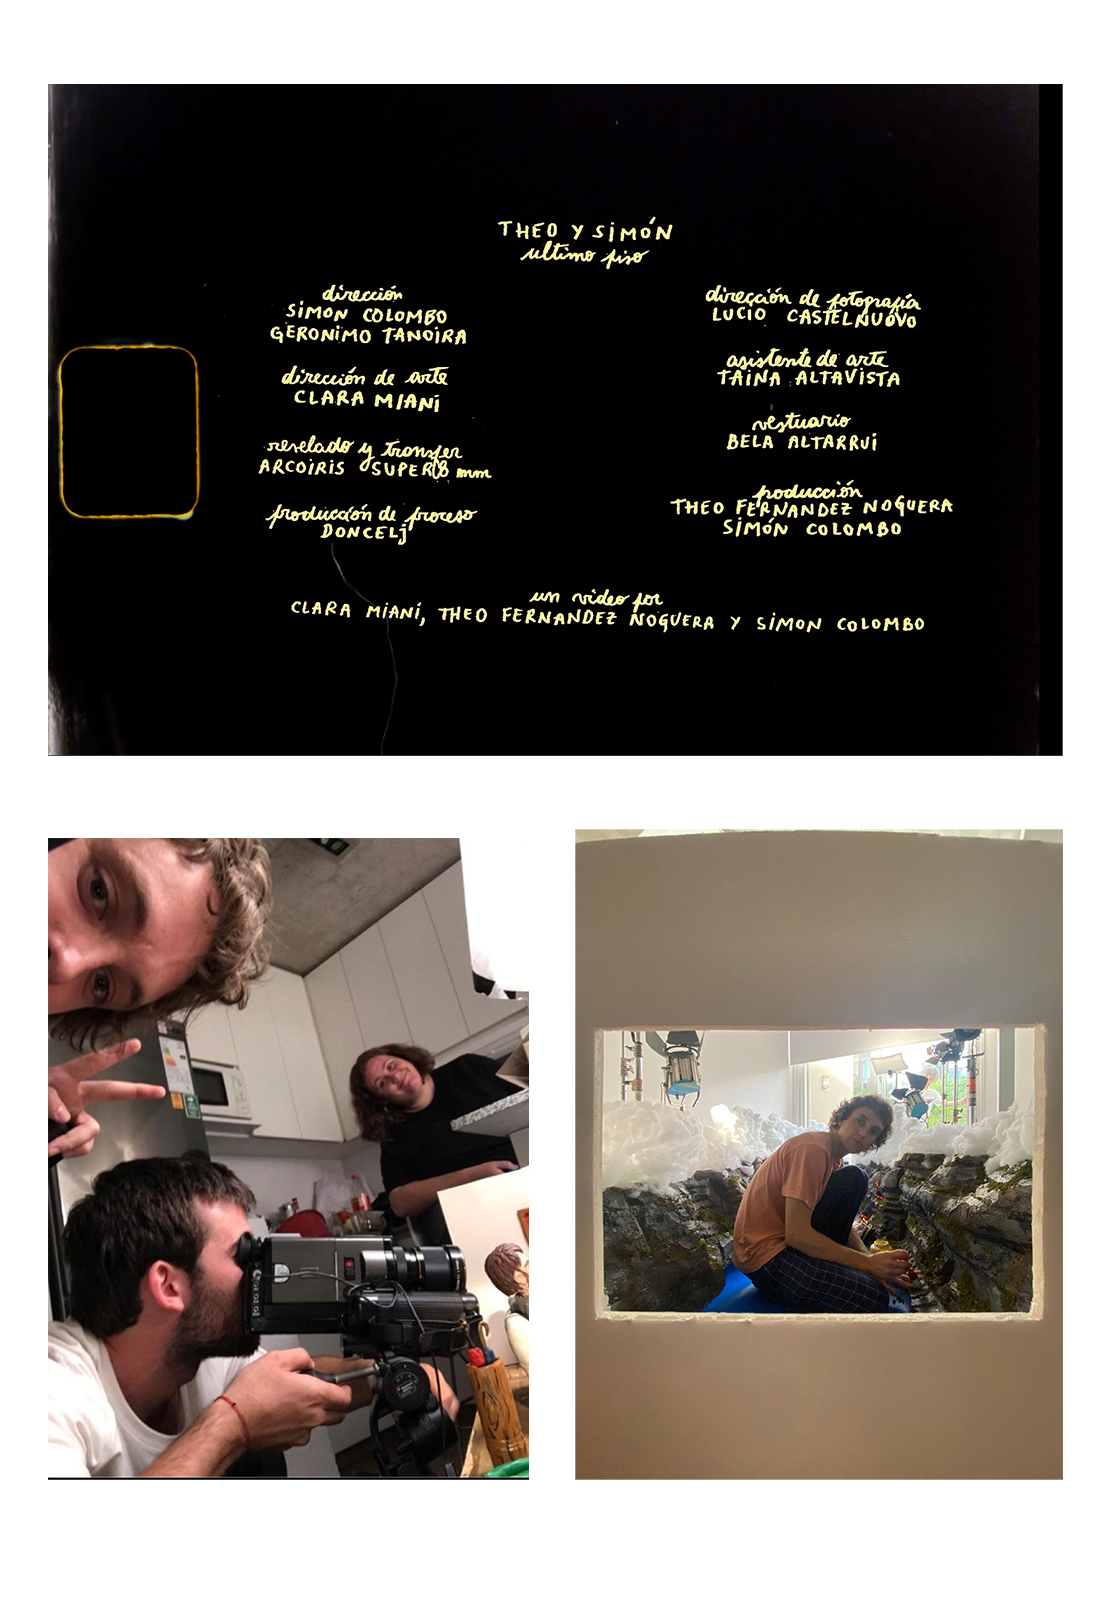 THEO Y SIMÓN
ultimo piso
dirección
SIMON COLOMBO
GERONIMO TANOIRA
dirección de arte
CLARA MIANI
revelado y transfer
ARCOIRIS SUPER 8 mm
producción de proceso
DONCELJ
dirección de fotografía
LUCIO CASTELNUOVO
asistente de arte
TAINA ALTAVISTA
vestuario
BELA ALTARRUI
producción
THEO FERNANDEZ NOGUERA
SIMÓN COLOMBO
un video por
CLARA MIANI, THEO FERNANDEZ NOGUERA Y SIMON COLOMBO